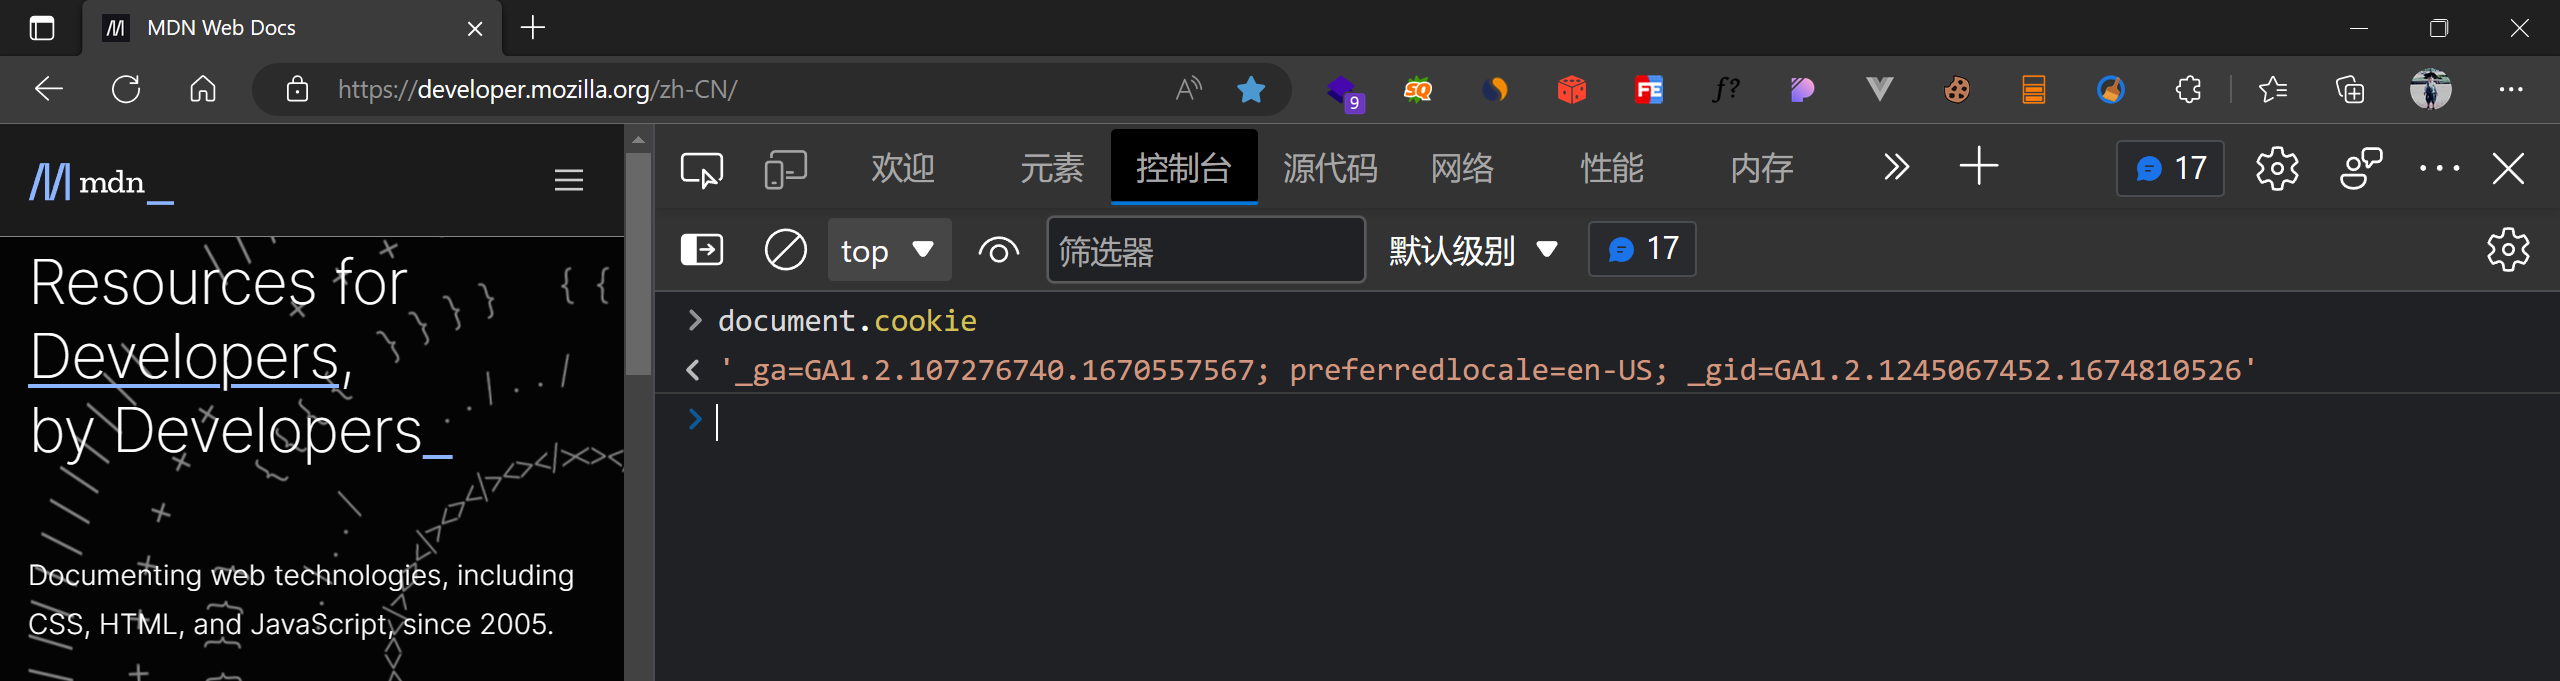 MDN Web Docs
https://developer.mozilla.org/zh-CN/
9
SQ
FE
f?
mdn_
Resources for
Developers,
by Developers_
Documenting web technologies, including
CSS, HTML, and JavaScript, since 2005.
欢迎 元素 控制台 源代码 网络 性能 内存 17
top 筛选器 默认级别 17
document.cookie
'_ga=GA1.2.107276740.1670557567; preferredlocale=en-US; _gid=GA1.2.1245067452.1674810526'